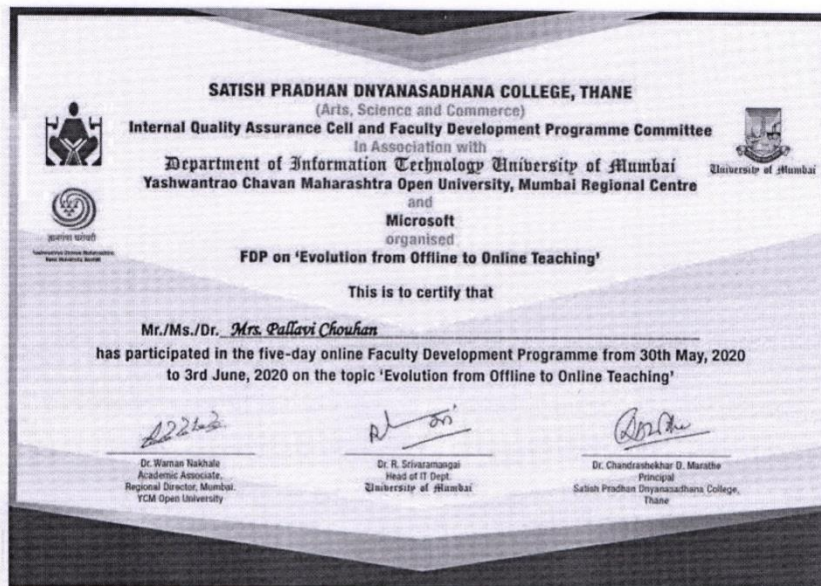 SATISH PRADHAN DNYANASADHANA COLLEGE, THANE
(Arts, Science and Commerce)
Internal Quality Assurance Cell and Faculty Development Programme Committee
In Association with
Department of Information Technology University of Mumbai
Yashwantrao Chavan Maharashtra Open University, Mumbai Regional Centre
and
Microsoft
organised
FDP on 'Evolution from Offline to Online Teaching'
University of Mumbai
ज्ञानगंगा घरोघरी
This is to certify that
Mr./Ms./Dr. Mrs. Pallavi Chouhan
has participated in the five-day online Faculty Development Programme from 30th May, 2020
to 3rd June, 2020 on the topic 'Evolution from Offline to Online Teaching'
Dr. Waman Nakhale
Academic Associate,
Regional Director, Mumbai.
YCM Open University
Dr. R. Srivaramangai
Head of IT Dept.
University of Mumbai
Dr. Chandrashekhar D. Marathe
Principal
Satish Pradhan Dnyanasadhana College,
Thane